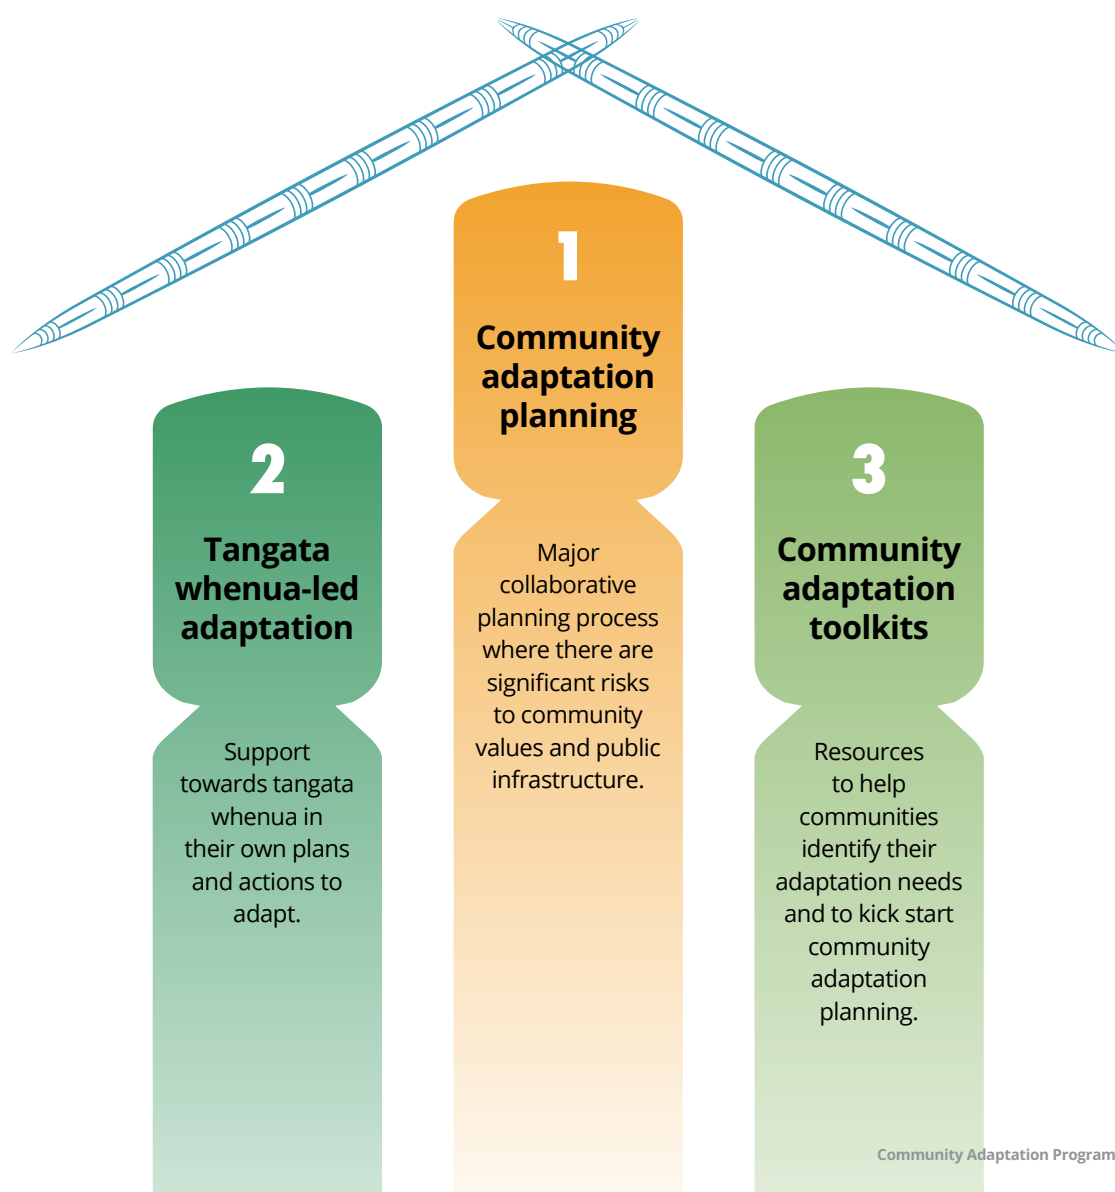 1
Community
adaptation
planning
Major
collaborative
planning process
where there are
significant risks
to community
values and public
infrastructure.
2
Tangata
whenua-led
adaptation
Support
towards tangata
whenua in
their own plans
and actions to
adapt.
3
Community
adaptation
toolkits
Resources
to help
communities
identify their
adaptation needs
and to kick start
community
adaptation
planning.
Community Adaptation Program